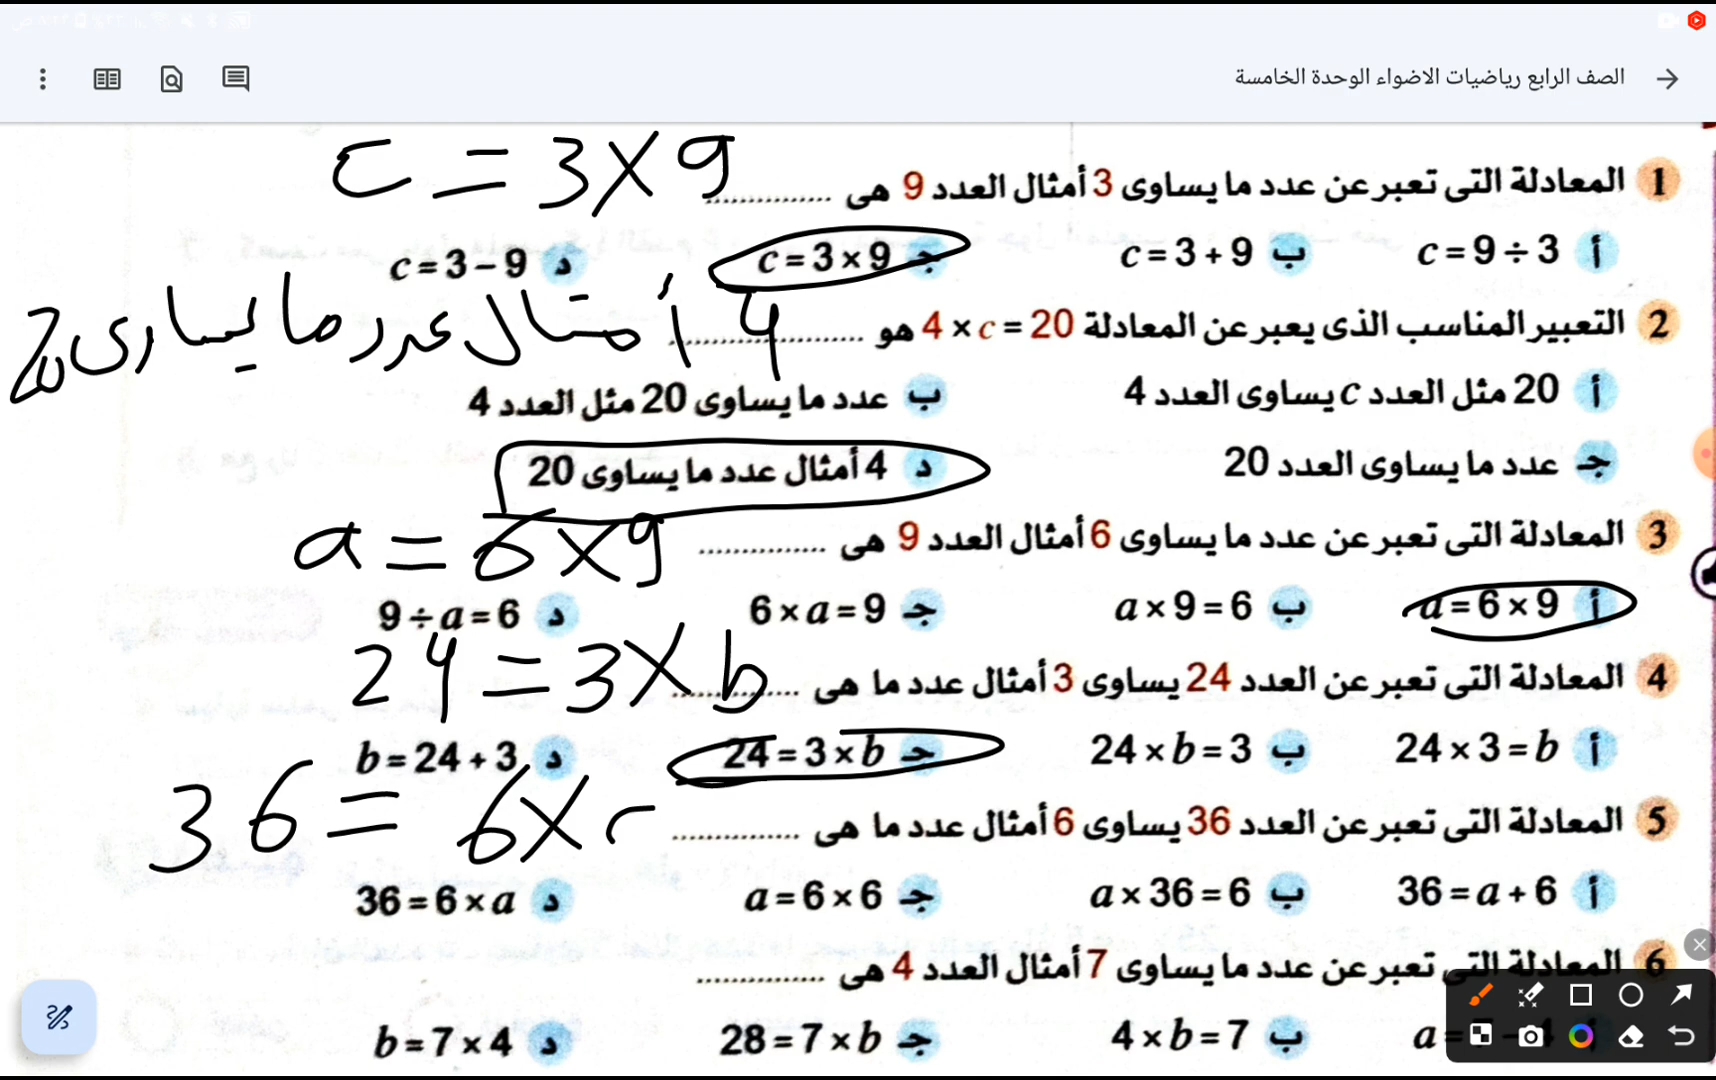 الصف الرابع رياضيات الاضواء الوحدة الخامسة
c = 3 × 9
1 المعادلة التى تعبر عن عدد ما يساوى 3 أمثال العدد 9 هى ..............
أ c = 9 ÷ 3 ب c = 3 + 9 جـ c = 3 × 9 د c = 3 − 9
4 أمثال عدد ما يساوى 20
2 التعبير المناسب الذى يعبر عن المعادلة 4 × c = 20 هو ..............
أ 20 مثل العدد c يساوى العدد 4 ب عدد ما يساوى 20 مثل العدد 4
جـ عدد ما يساوى العدد 20 د 4 أمثال عدد ما يساوى 20
a = 6 × 9
3 المعادلة التى تعبر عن عدد ما يساوى 6 أمثال العدد 9 هى ..............
أ a = 6 × 9 ب a × 9 = 6 جـ 6 × a = 9 د 9 ÷ a = 6
24 = 3 × b
4 المعادلة التى تعبر عن العدد 24 يساوى 3 أمثال عدد ما هى ..............
أ 24 × 3 = b ب 24 × b = 3 جـ 24 = 3 × b د b = 24 + 3
36 = 6 ×
5 المعادلة التى تعبر عن العدد 36 يساوى 6 أمثال عدد ما هى ..............
أ 36 = a + 6 ب a × 36 = 6 جـ a = 6 × 6 د 36 = 6 × a
6 المعادلة التى تعبر عن عدد ما يساوى 7 أمثال العدد 4 هى ..............
a = ب 4 × b = 7 جـ 28 = 7 × b د b = 7 × 4